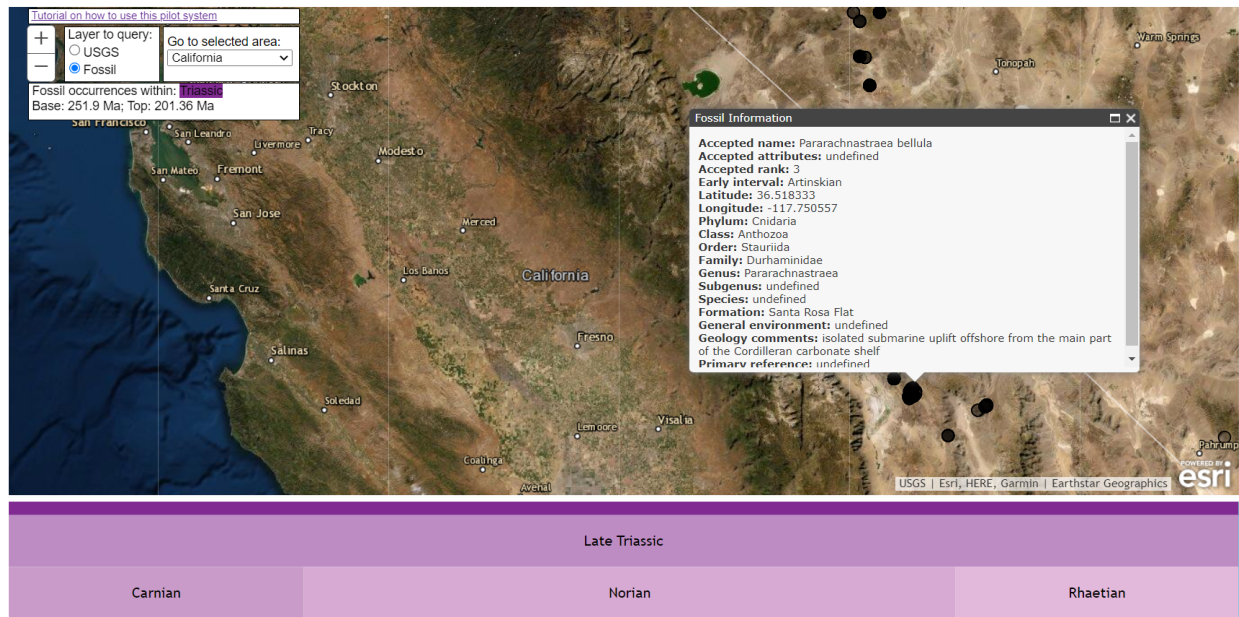 Tutorial on how to use this pilot system
+
−
Layer to query:
USGS
Fossil
Go to selected area:
California
Fossil occurrences within: Triassic
Base: 251.9 Ma; Top: 201.36 Ma
Warm Springs
Tonopah
Stockton
San Francisco
San Leandro
Tracy
Livermore
Modesto
San Mateo
Fremont
San Jose
Merced
Los Banos
California
Santa Cruz
Fresno
Salinas
Soledad
Visalia
Lemoore
Coalinga
Avenal
Pahrump
Fossil Information
Accepted name: Pararachnastraea bellula
Accepted attributes: undefined
Accepted rank: 3
Early interval: Artinskian
Latitude: 36.518333
Longitude: -117.750557
Phylum: Cnidaria
Class: Anthozoa
Order: Stauriida
Family: Durhaminidae
Genus: Pararachnastraea
Subgenus: undefined
Species: undefined
Formation: Santa Rosa Flat
General environment: undefined
Geology comments: isolated submarine uplift offshore from the main part
of the Cordilleran carbonate shelf
Primary reference: undefined
POWERED BY
esri
USGS | Esri, HERE, Garmin | Earthstar Geographics
Late Triassic
Carnian
Norian
Rhaetian